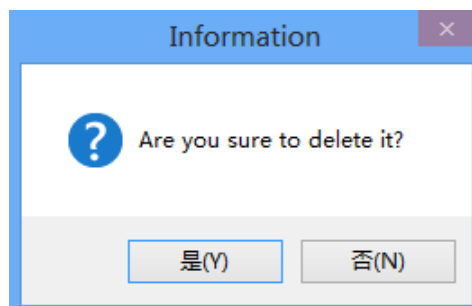 Information
Are you sure to delete it?
是(Y) 否(N)